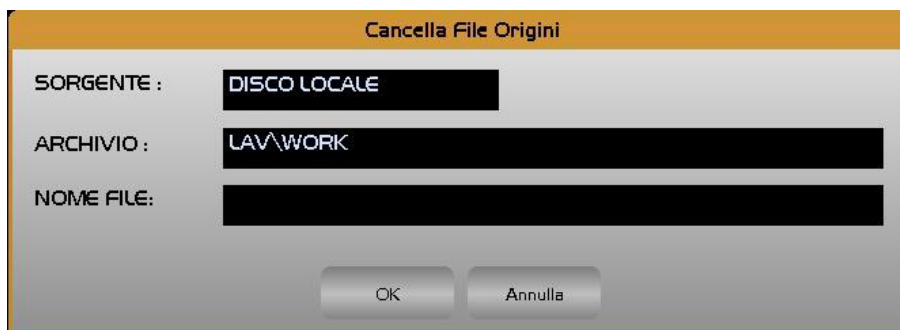 Cancella File Origini
SORGENTE : DISCO LOCALE
ARCHIVIO : LAV\WORK
NOME FILE:
OK Annulla